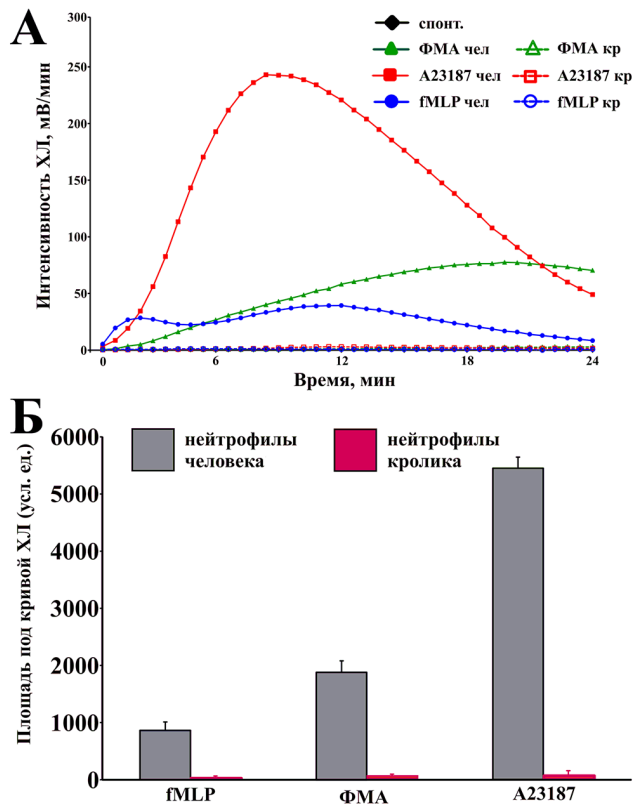 А
Интенсивность ХЛ, мВ/мин
300
250
200
150
100
50
0
0
6
12
18
24
Время, мин
спонт.
ФМА чел
ФМА кр
А23187 чел
А23187 кр
fMLP чел
fMLP кр
Б
Площадь под кривой ХЛ (усл. ед.)
6000
5000
4000
3000
2000
1000
0
нейтрофилы
человека
нейтрофилы
кролика
fMLP
ФМА
А23187